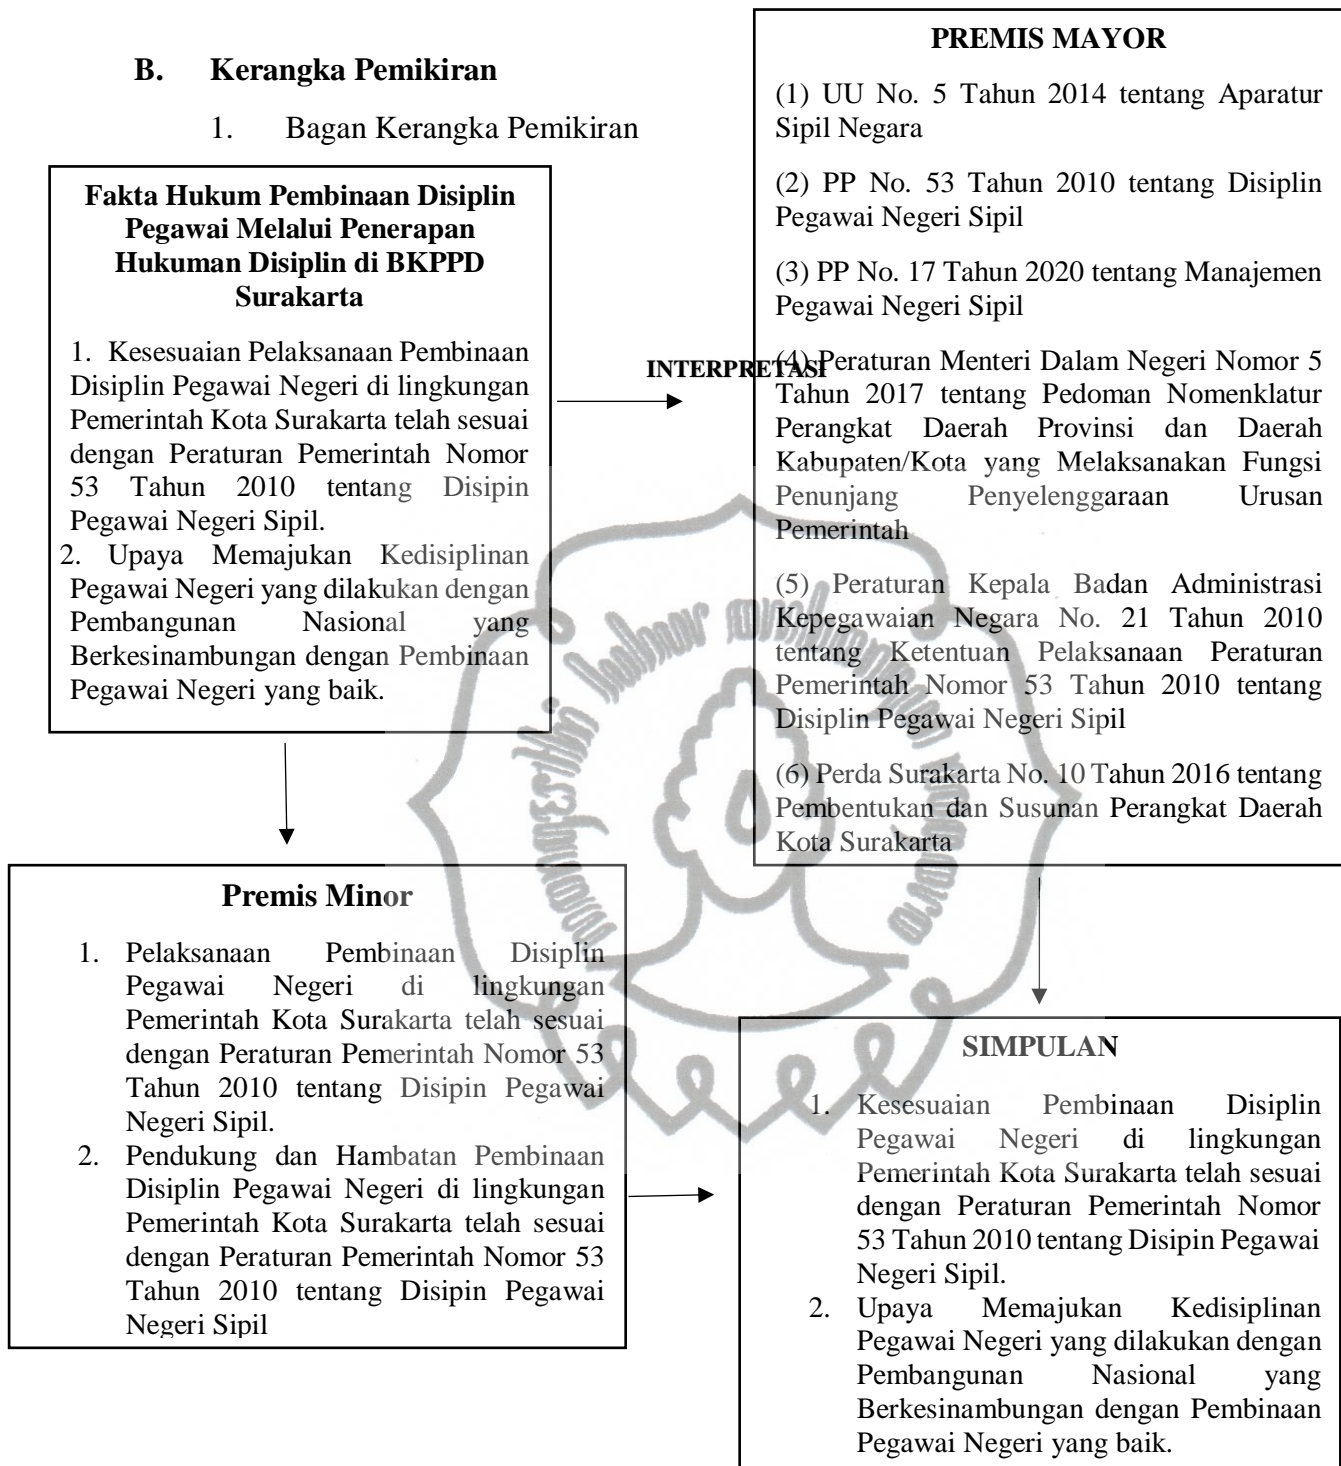 B. Kerangka Pemikiran
1. Bagan Kerangka Pemikiran
Fakta Hukum Pembinaan Disiplin
Pegawai Melalui Penerapan
Hukuman Disiplin di BKPPD
Surakarta
1. Kesesuaian Pelaksanaan Pembinaan
Disiplin Pegawai Negeri di lingkungan
Pemerintah Kota Surakarta telah sesuai
dengan Peraturan Pemerintah Nomor
53 Tahun 2010 tentang Disipin
Pegawai Negeri Sipil.
2. Upaya Memajukan Kedisiplinan
Pegawai Negeri yang dilakukan dengan
Pembangunan Nasional yang
Berkesinambungan dengan Pembinaan
Pegawai Negeri yang baik.
INTERPRETASI
PREMIS MAYOR
(1) UU No. 5 Tahun 2014 tentang Aparatur
Sipil Negara
(2) PP No. 53 Tahun 2010 tentang Disiplin
Pegawai Negeri Sipil
(3) PP No. 17 Tahun 2020 tentang Manajemen
Pegawai Negeri Sipil
(4) Peraturan Menteri Dalam Negeri Nomor 5
Tahun 2017 tentang Pedoman Nomenklatur
Perangkat Daerah Provinsi dan Daerah
Kabupaten/Kota yang Melaksanakan Fungsi
Penunjang Penyelenggaraan Urusan
Pemerintah
(5) Peraturan Kepala Badan Administrasi
Kepegawaian Negara No. 21 Tahun 2010
tentang Ketentuan Pelaksanaan Peraturan
Pemerintah Nomor 53 Tahun 2010 tentang
Disiplin Pegawai Negeri Sipil
(6) Perda Surakarta No. 10 Tahun 2016 tentang
Pembentukan dan Susunan Perangkat Daerah
Kota Surakarta
Premis Minor
1. Pelaksanaan Pembinaan Disiplin
Pegawai Negeri di lingkungan
Pemerintah Kota Surakarta telah sesuai
dengan Peraturan Pemerintah Nomor 53
Tahun 2010 tentang Disipin Pegawai
Negeri Sipil.
2. Pendukung dan Hambatan Pembinaan
Disiplin Pegawai Negeri di lingkungan
Pemerintah Kota Surakarta telah sesuai
dengan Peraturan Pemerintah Nomor 53
Tahun 2010 tentang Disipin Pegawai
Negeri Sipil
SIMPULAN
1. Kesesuaian Pembinaan Disiplin
Pegawai Negeri di lingkungan
Pemerintah Kota Surakarta telah sesuai
dengan Peraturan Pemerintah Nomor
53 Tahun 2010 tentang Disipin Pegawai
Negeri Sipil.
2. Upaya Memajukan Kedisiplinan
Pegawai Negeri yang dilakukan dengan
Pembangunan Nasional yang
Berkesinambungan dengan Pembinaan
Pegawai Negeri yang baik.